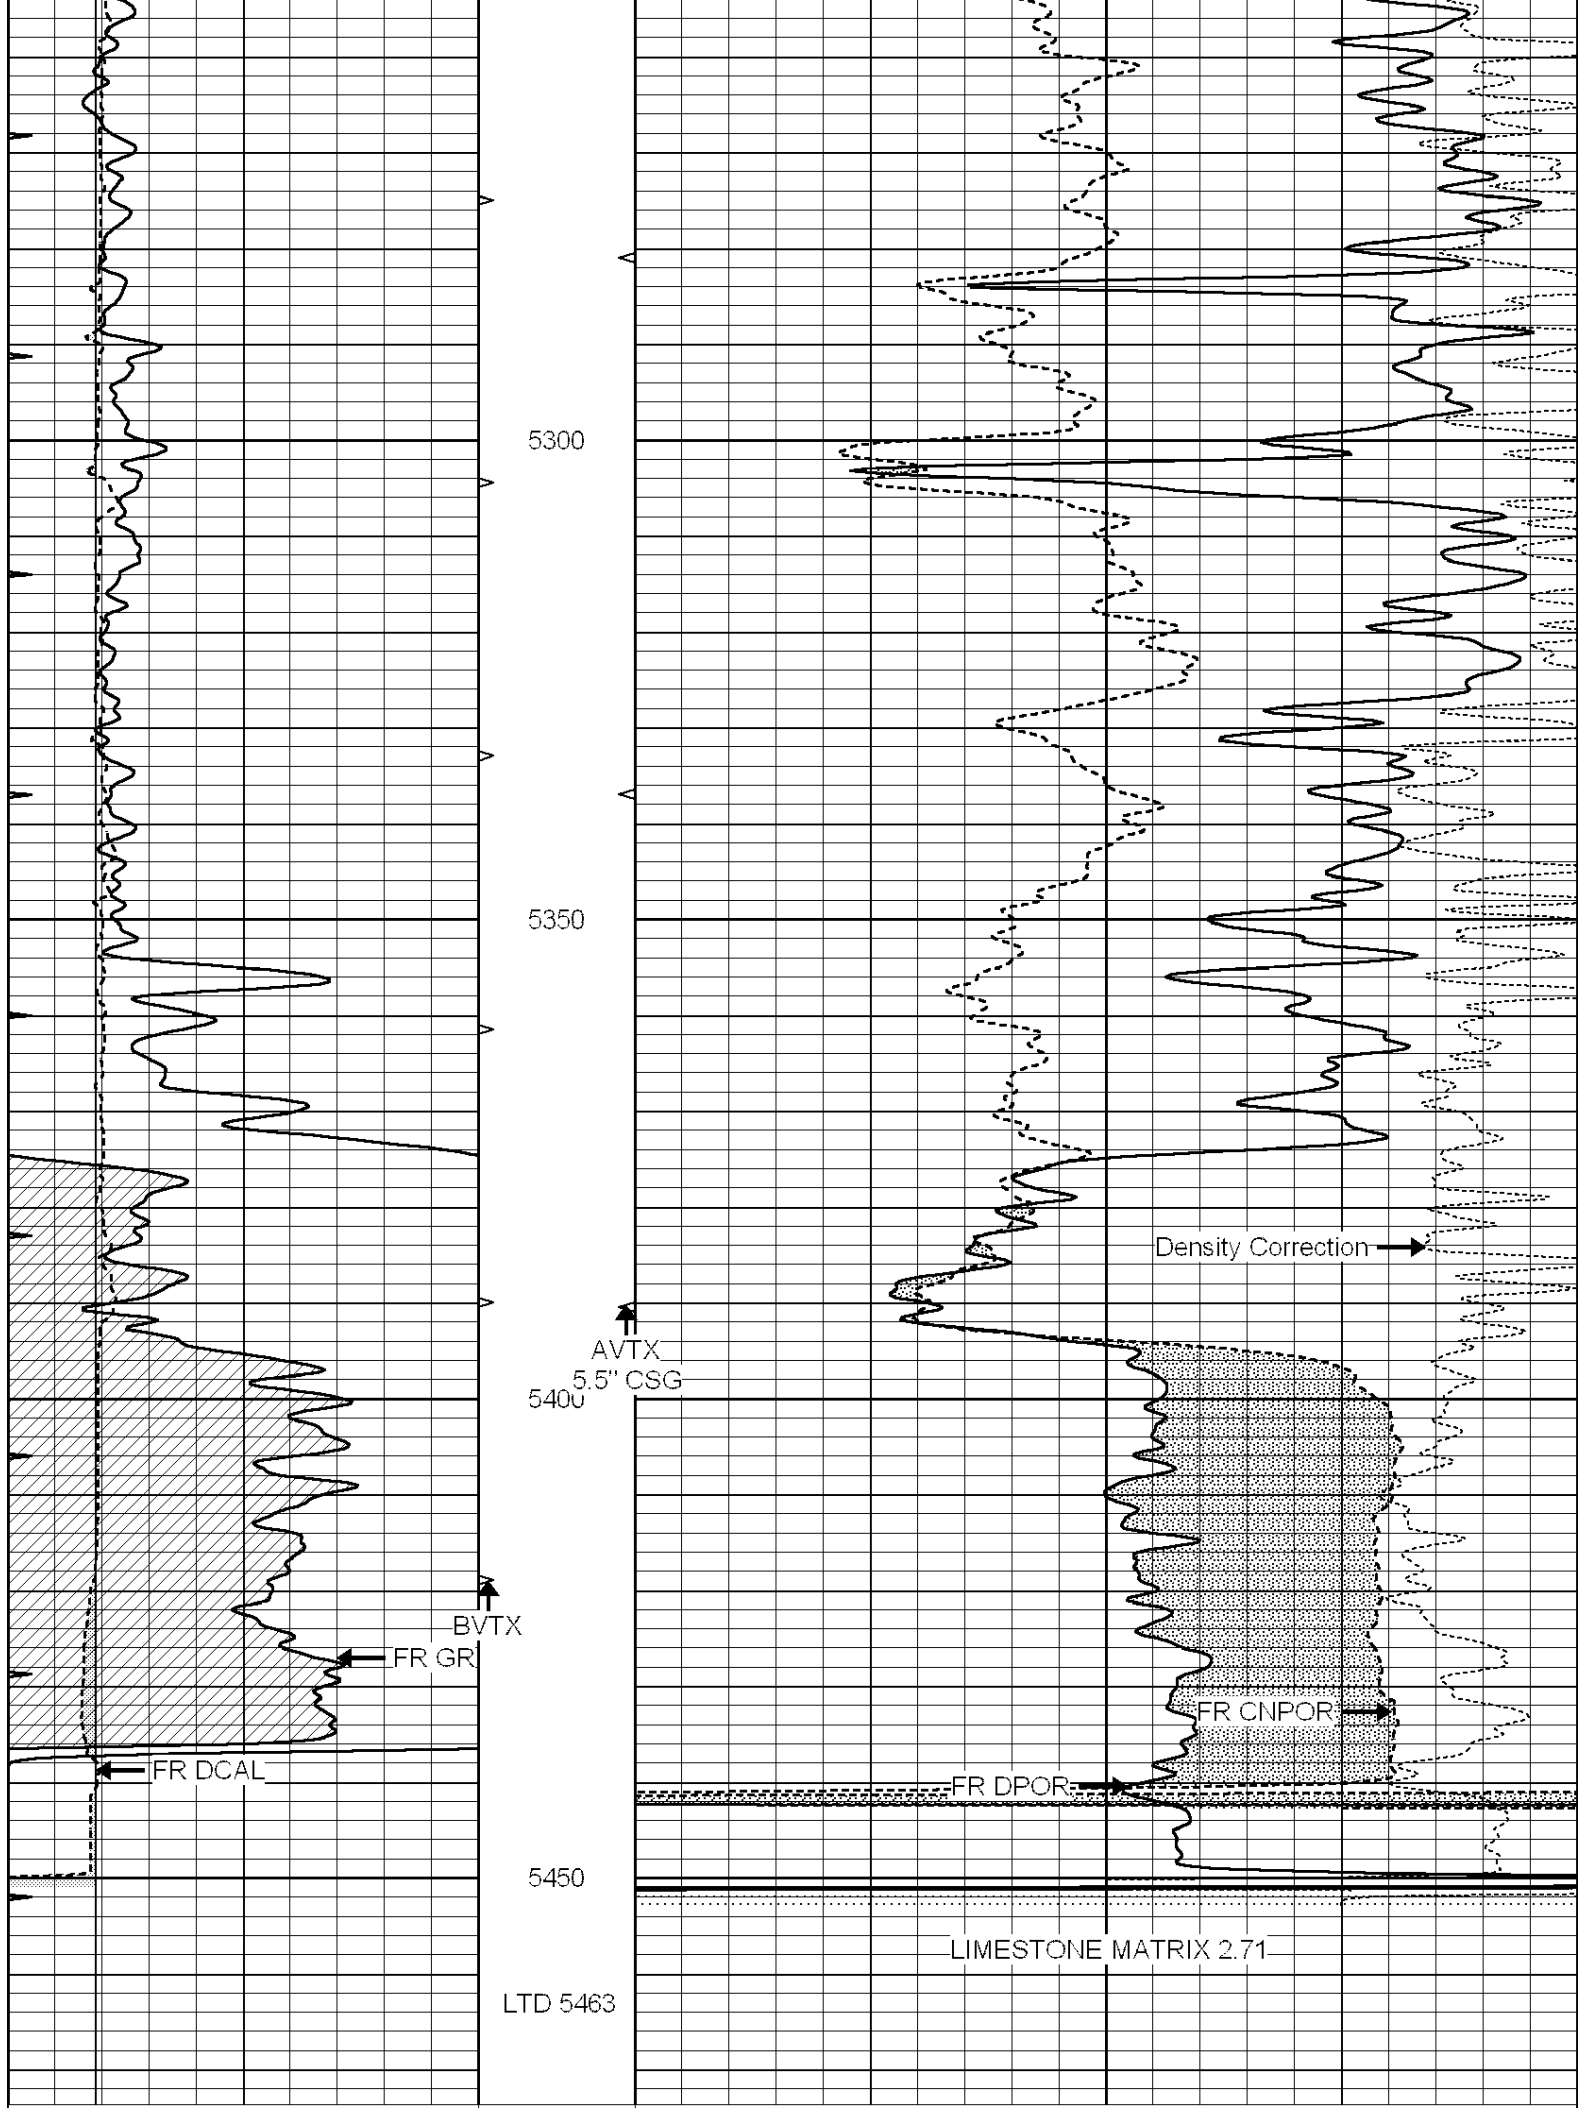 5300
5350
Density Correction
AVTX
5.5" CSG
5400
BVTX
FR GR
FR CNPOR
FR DCAL
FR DPOR
5450
LIMESTONE MATRIX 2.71
LTD 5463